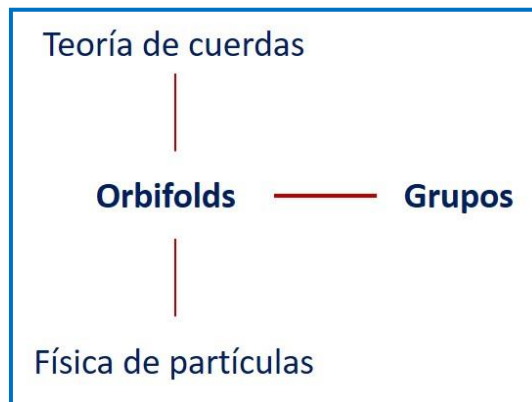 Teoría de cuerdas
Orbifolds
Grupos
Física de partículas